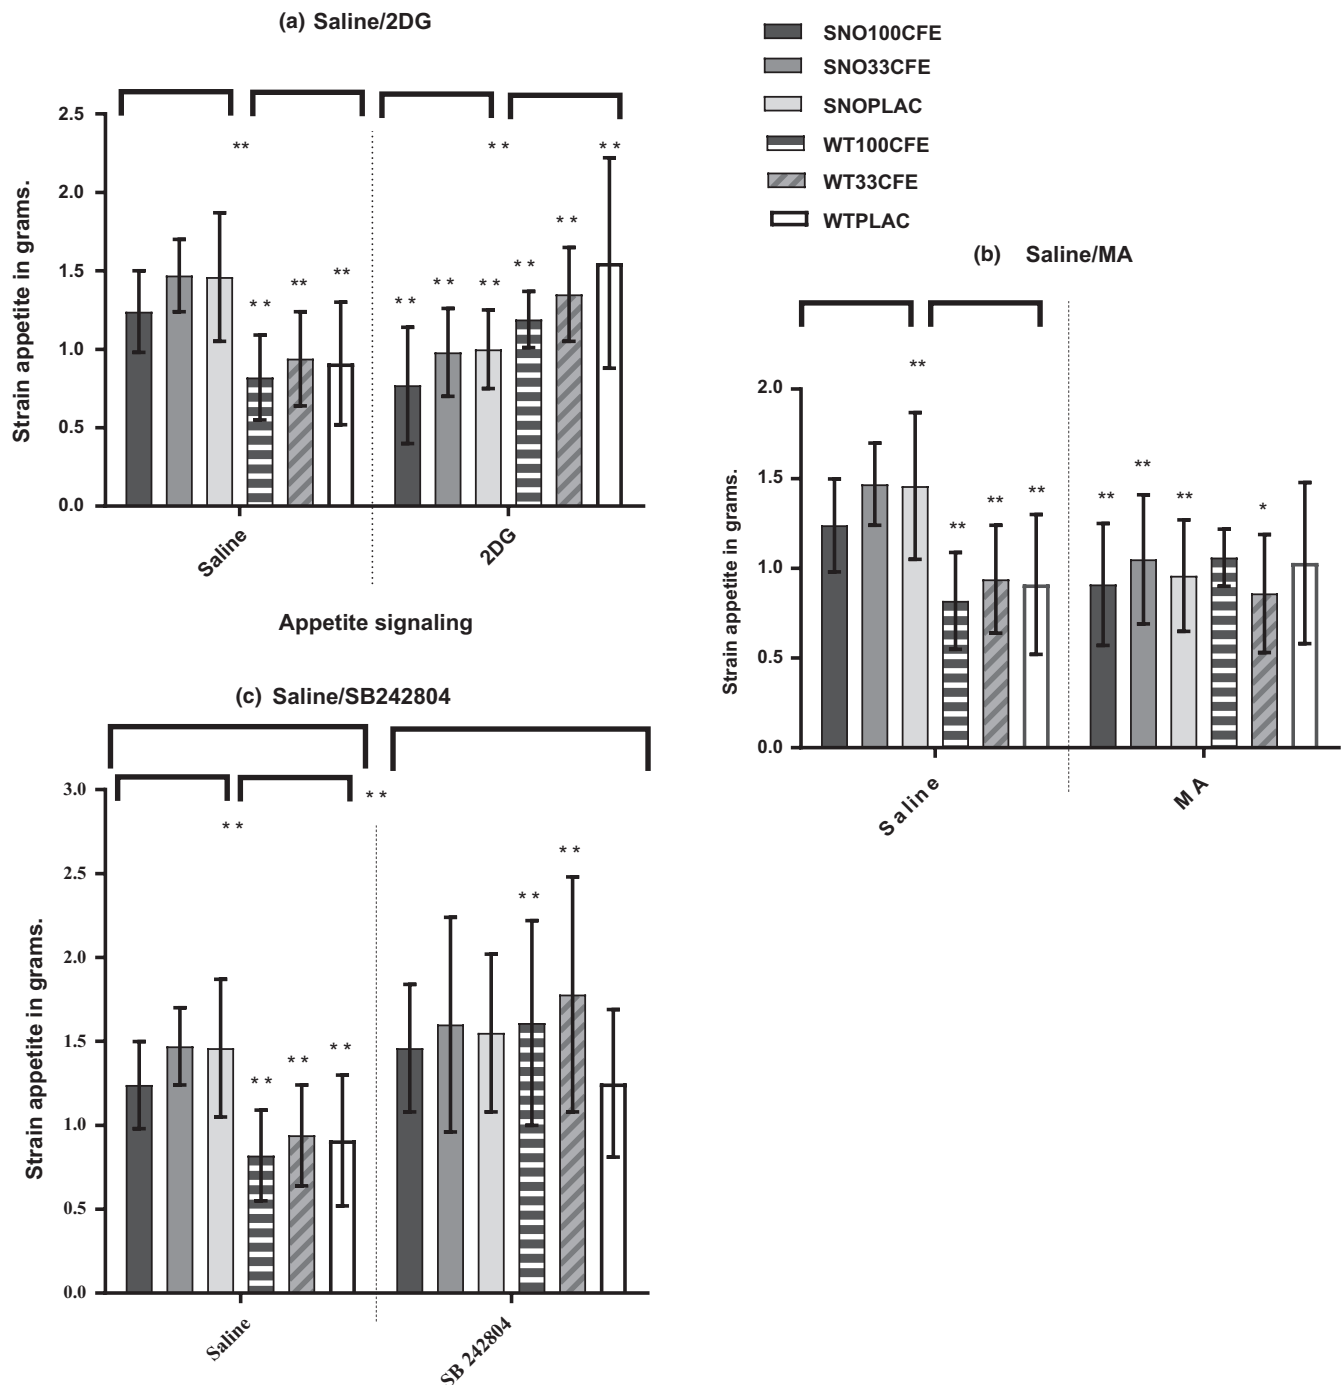 (a) Saline/2DG
Strain appetite in grams.
2.5
2.0
1.5
1.0
0.5
0.0
**
* *
* *
* *
**
**
* *
* *
* *
* *
* *
Saline
2DG
Appetite signaling
SNO100CFE
SNO33CFE
SNOPLAC
WT100CFE
WT33CFE
WTPLAC
(b) Saline/MA
Strain appetite in grams.
2.0
1.5
1.0
0.5
0.0
**
**
**
**
**
**
**
*
Saline
MA
(c) Saline/SB242804
Strain appetite in grams.
3.0
2.5
2.0
1.5
1.0
0.5
0.0
* *
* *
* *
* *
* *
* *
* *
Saline
SB 242804